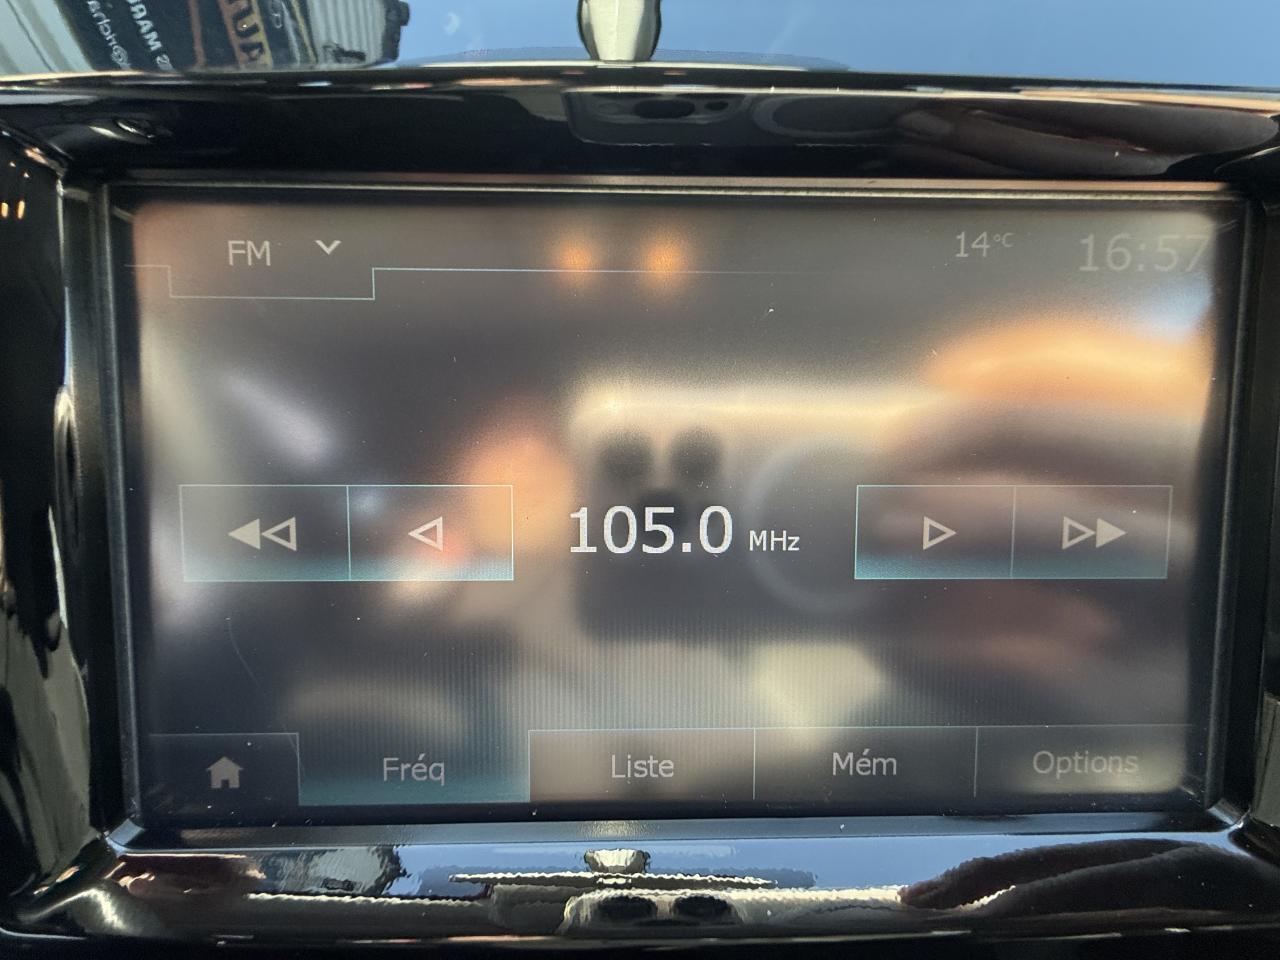 FM
14°C 16:57
105.0 MHz
Fréq Liste Mém Options